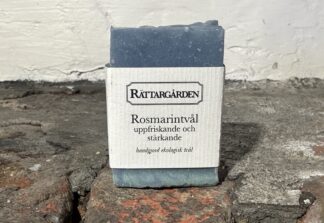 RÄTTARGÅRDEN
Rosmarintvål
uppfriskande och
stärkande
handgjord ekologisk tvål